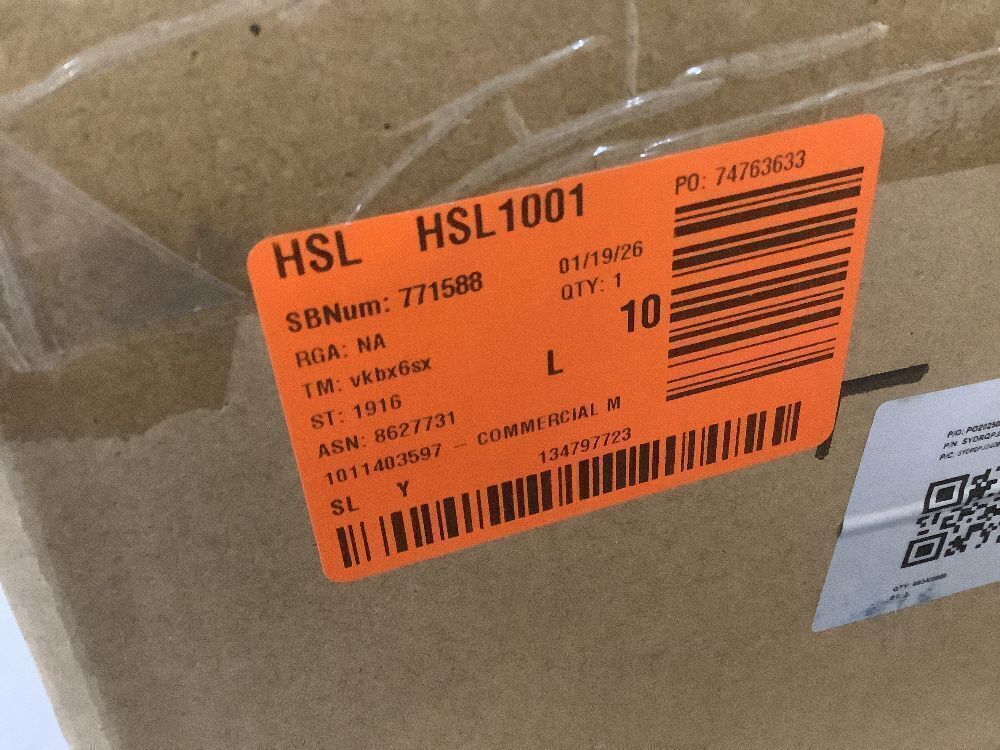 HSL HSL1001
PO: 74763633
SBNum: 771588
01/19/26
RGA: NA
QTY: 1
TM: vkbx6sx
L
10
ST: 1916
ASN: 8627731
1011403597 - COMMERCIAL M
SL Y
134797723